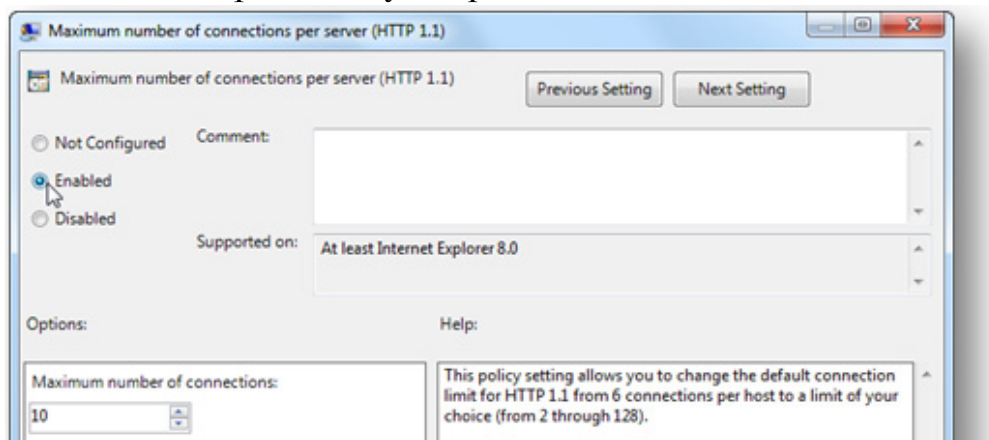 Maximum number of connections per server (HTTP 1.1)
Maximum number of connections per server (HTTP 1.1)
Previous Setting
Next Setting
Not Configured
Comment:
Enabled
Disabled
Supported on:
At least Internet Explorer 8.0
Options:
Help:
Maximum number of connections:
10
This policy setting allows you to change the default connection
limit for HTTP 1.1 from 6 connections per host to a limit of your
choice (from 2 through 128).